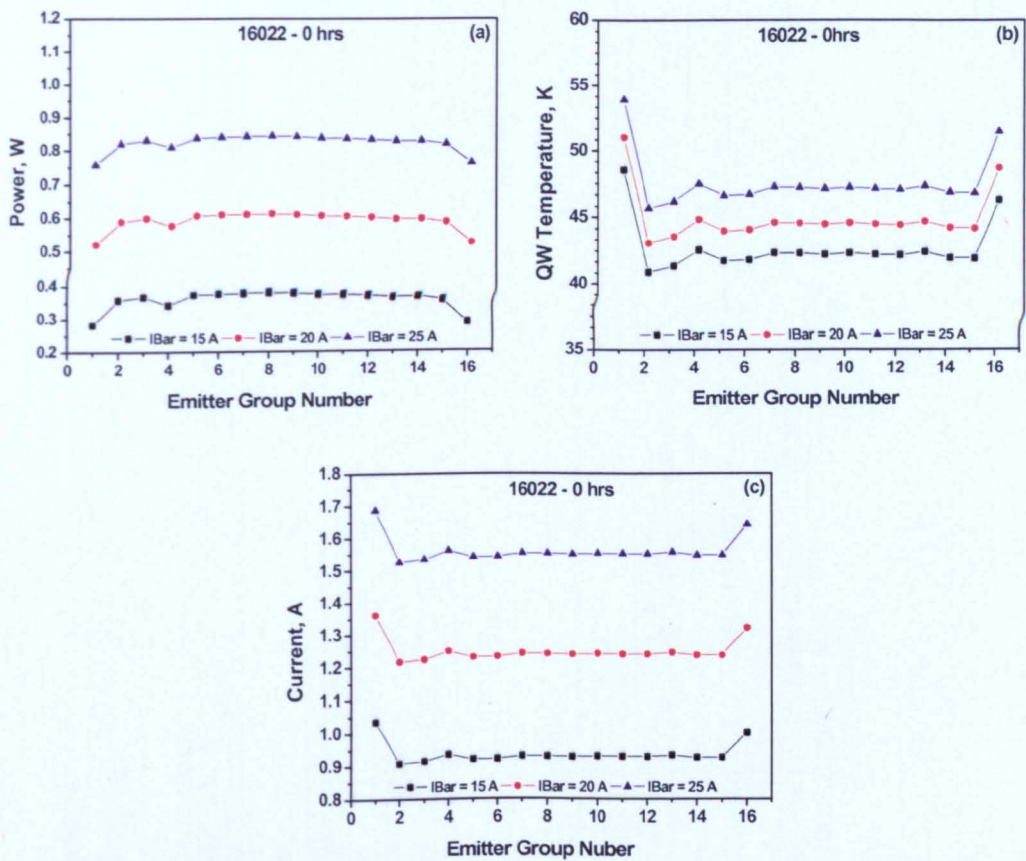 16022 - 0 hrs
(a)
Power, W
1.2
1.1
1.0
0.9
0.8
0.7
0.6
0.5
0.4
0.3
0.2
IBar = 15 A
IBar = 20 A
IBar = 25 A
0 2 4 6 8 10 12 14 16
Emitter Group Number
16022 - 0hrs
(b)
QW Temperature, K
60
55
50
45
40
35
IBar = 15 A
IBar = 20 A
IBar = 25 A
0 2 4 6 8 10 12 14 16
Emitter Group Number
16022 - 0 hrs
(c)
Current, A
1.8
1.7
1.6
1.5
1.4
1.3
1.2
1.1
1.0
0.9
0.8
IBar = 15 A
IBar = 20 A
IBar = 25 A
0 2 4 6 8 10 12 14 16
Emitter Group Nuber